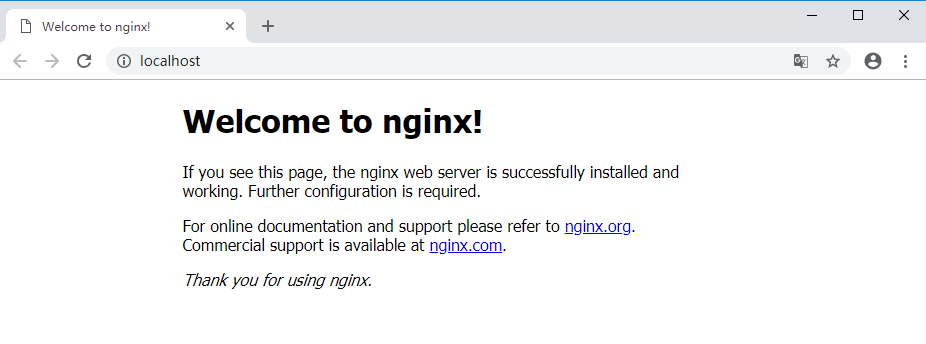 Welcome to nginx!
localhost
Welcome to nginx!
If you see this page, the nginx web server is successfully installed and
working. Further configuration is required.
For online documentation and support please refer to nginx.org.
Commercial support is available at nginx.com.
Thank you for using nginx.